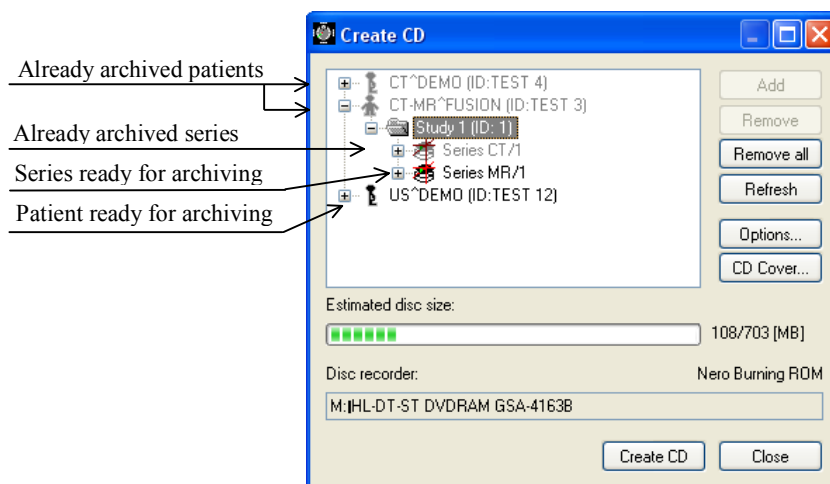 Create CD
Already archived patients
CT^DEMO (ID:TEST 4)
Add
CT-MR^FUSION (ID:TEST 3)
Remove
Already archived series
Study 1 (ID: 1)
Series CT/1
Remove all
Series ready for archiving
Series MR/1
Refresh
Patient ready for archiving
US^DEMO (ID:TEST 12)
Options...
CD Cover...
Estimated disc size:
108/703 [MB]
Disc recorder:
Nero Burning ROM
M:HL-DT-ST DVDRAM GSA-4163B
Create CD
Close